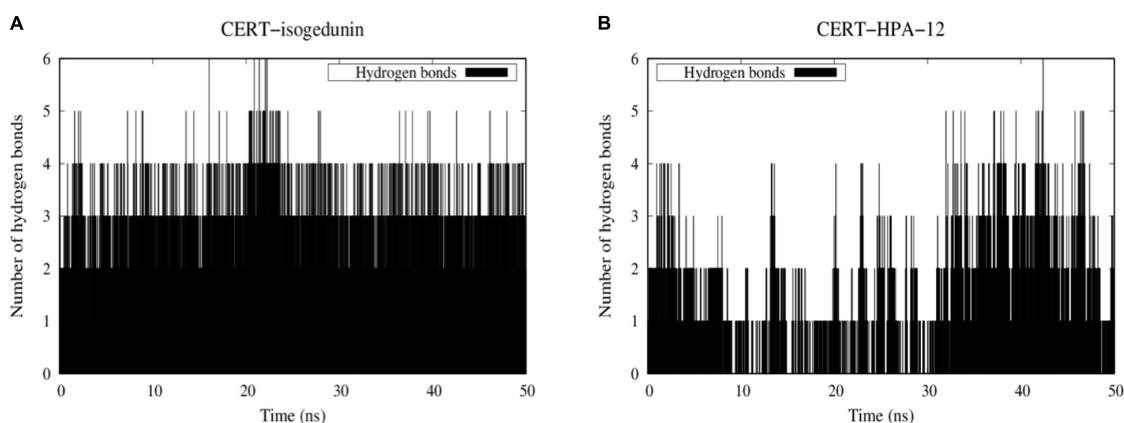 A
CERT−isogedunin
Number of hydrogen bonds
6
5
4
3
2
1
0
Hydrogen bonds
0 10 20 30 40 50
Time (ns)
B
CERT−HPA−12
Number of hydrogen bonds
6
5
4
3
2
1
0
Hydrogen bonds
0 10 20 30 40 50
Time (ns)